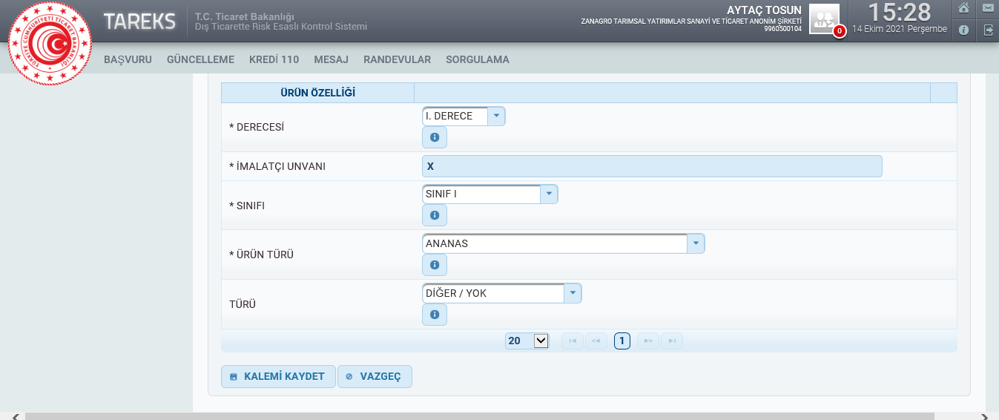 TAREKS
T.C. Ticaret Bakanlığı
Dış Ticarette Risk Esaslı Kontrol Sistemi
AYTAÇ TOSUN
ZANAGRO TARIMSAL YATIRIMLAR SANAYİ VE TİCARET ANONİM ŞİRKETİ
9960500104
0
15:28
14 Ekim 2021 Perşembe
TÜRKİYE CUMHURİYETİ TİCARET BAKANLIĞI
BAŞVURU GÜNCELLEME KREDİ 110 MESAJ RANDEVULAR SORGULAMA
ÜRÜN ÖZELLİĞİ
* DERECESİ
I. DERECE
* İMALATÇI UNVANI
X
* SINIFI
SINIF I
* ÜRÜN TÜRÜ
ANANAS
TÜRÜ
DİĞER / YOK
20 1
KALEMİ KAYDET VAZGEÇ